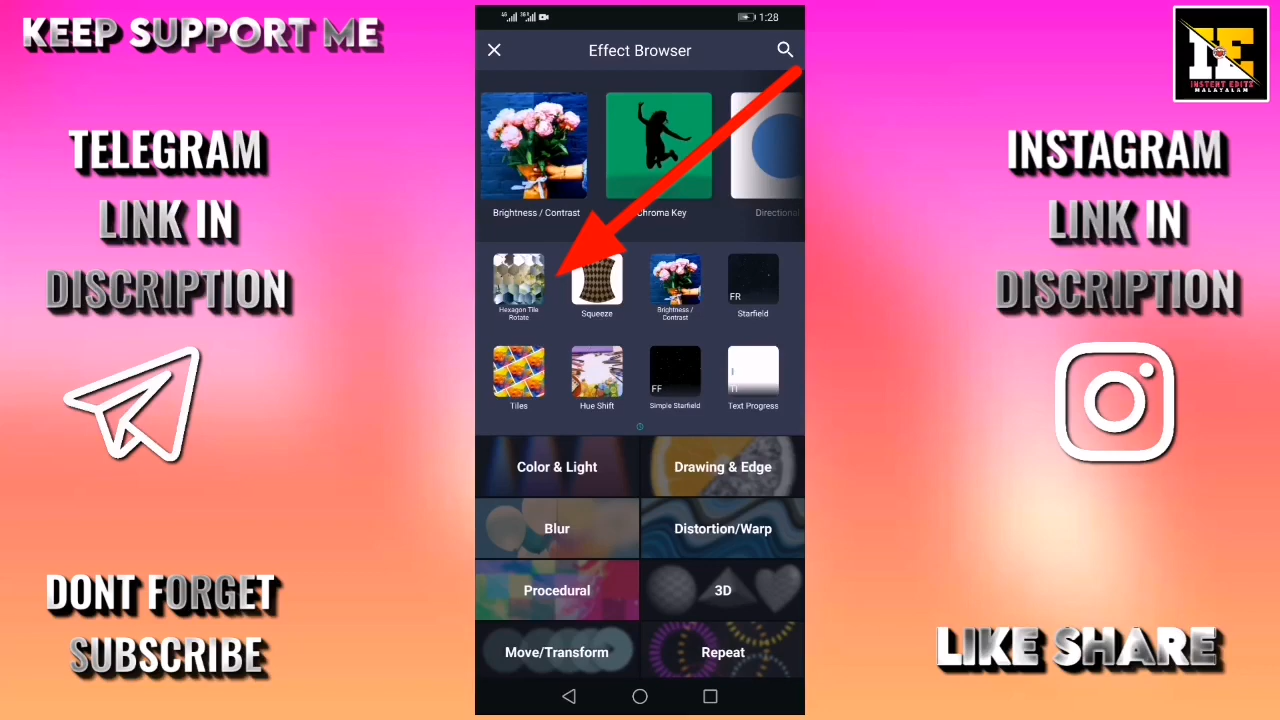 KEEP SUPPORT ME
TELEGRAM
LINK IN
DISCRIPTION
DONT FORGET
SUBSCRIBE
1:28
Effect Browser
Brightness / Contrast
Chroma Key
Directional
Hexagon Tile
Rotate
Squeeze
Brightness /
Contrast
FR
Starfield
Tiles
Hue Shift
FF
Simple Starfield
Text Progress
Color & Light
Drawing & Edge
Blur
Distortion/Warp
Procedural
3D
Move/Transform
Repeat
IE
INSTENT EDITS
MALAYALAM
INSTAGRAM
LINK IN
DISCRIPTION
LIKE SHARE